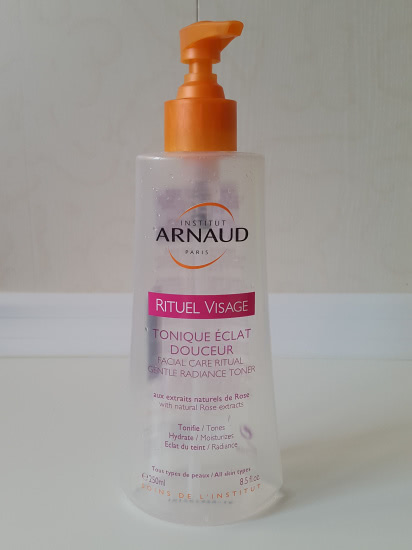 INSTITUT
ARNAUD
PARIS
RITUEL VISAGE
TONIQUE ÉCLAT
DOUCEUR
FACIAL CARE RITUAL
GENTLE RADIANCE TONER
aux extraits naturels de Rose
with natural Rose extracts
Tonifie / Tones
Hydrate / Moisturizes
Eclat du teint / Radiance
Tous types de peaux / All skin types
e 250ml 8.5 fl.oz
SOINS DE L'INSTITUT